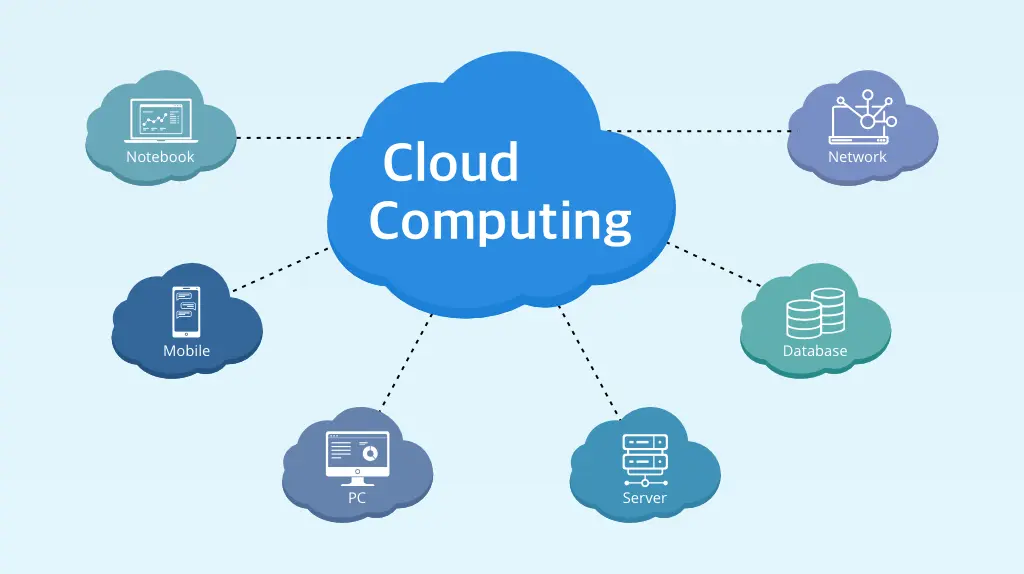 Cloud
Computing
Notebook
Network
Mobile
Database
PC
Server